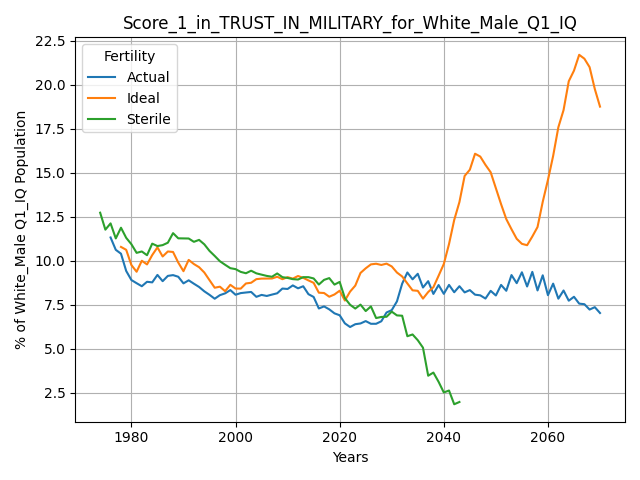 Score_1_in_TRUST_IN_MILITARY_for_White_Male_Q1_IQ
Fertility
Actual
Ideal
Sterile
% of White_Male Q1_IQ Population
22.5
20.0
17.5
15.0
12.5
10.0
7.5
5.0
2.5
1980
2000
2020
2040
2060
Years